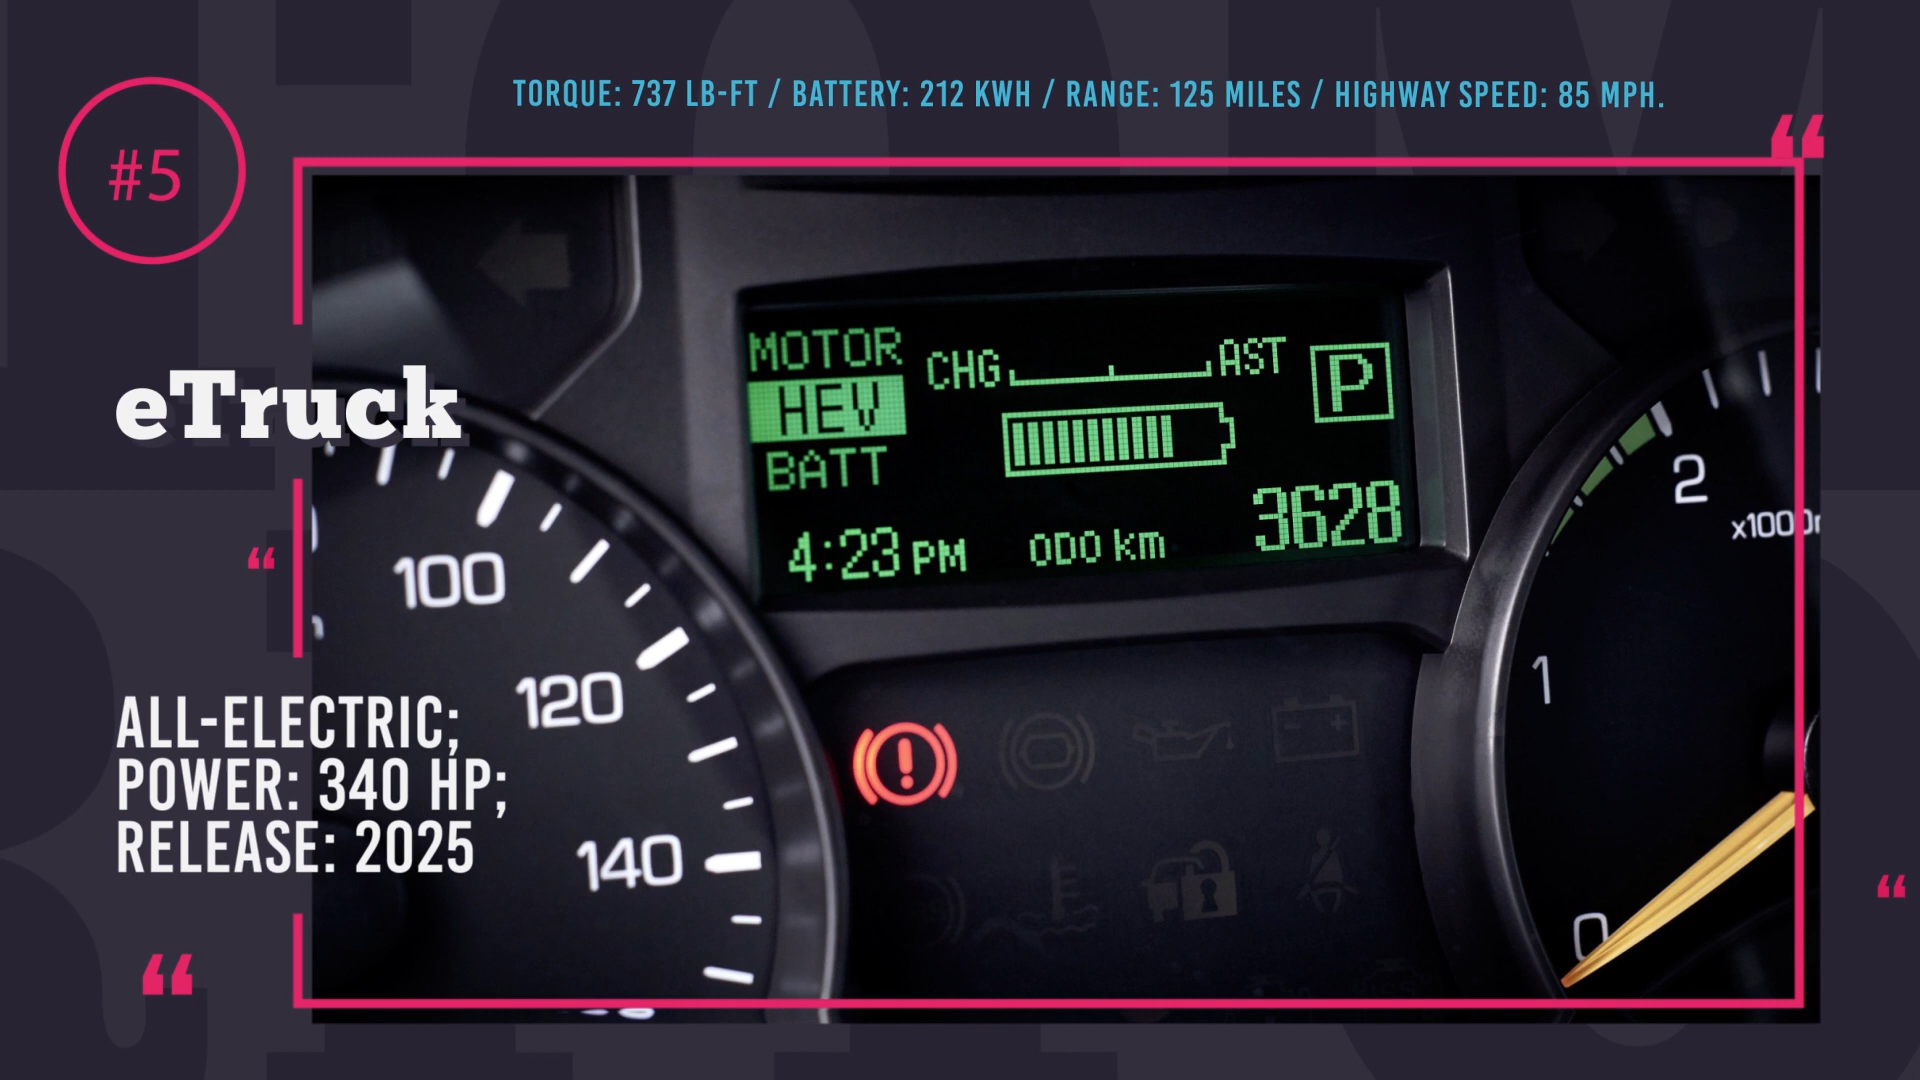 TORQUE: 737 LB-FT / BATTERY: 212 KWH / RANGE: 125 MILES / HIGHWAY SPEED: 85 MPH.
#5
eTruck
ALL-ELECTRIC;
POWER: 340 HP;
RELEASE: 2025
MOTOR
HEV
BATT
CHG
AST
P
4:23 PM
ODO km
3628
100
120
140
2
1
0